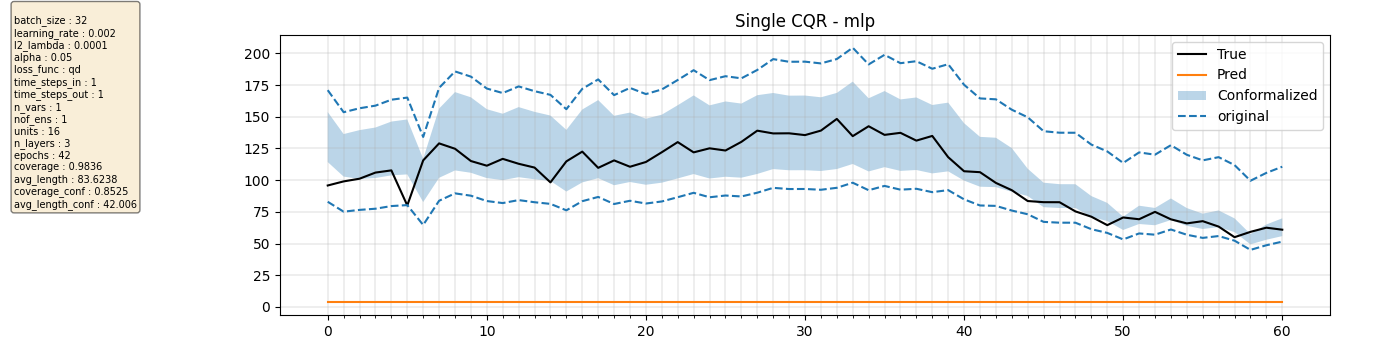 batch_size : 32
learning_rate : 0.002
l2_lambda : 0.0001
alpha : 0.05
loss_func : qd
time_steps_in : 1
time_steps_out : 1
n_vars : 1
nof_ens : 1
units : 16
n_layers : 3
epochs : 42
coverage : 0.9836
avg_length : 83.6238
coverage_conf : 0.8525
avg_length_conf : 42.006
Single CQR - mlp
200
175
150
125
100
75
50
25
0
True
Pred
Conformalized
original
0 10 20 30 40 50 60